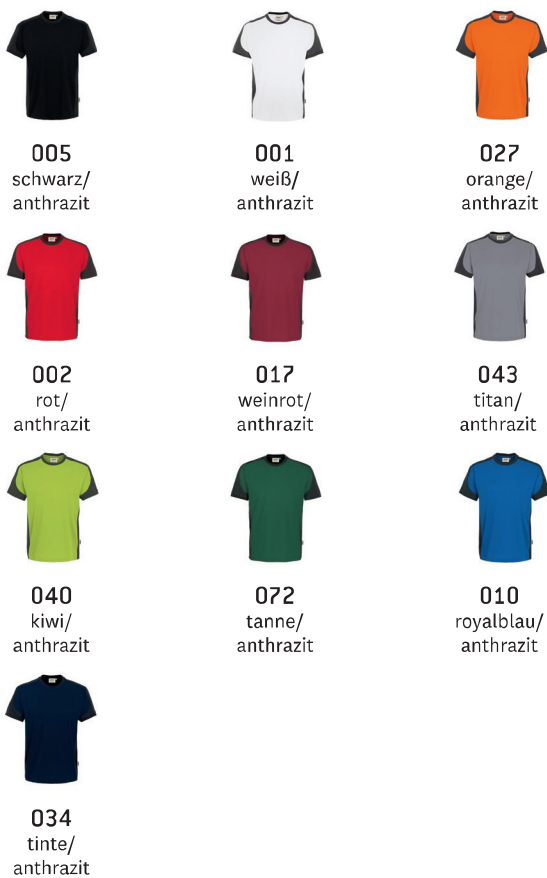 005
schwarz/
anthrazit
001
weiß/
anthrazit
027
orange/
anthrazit
002
rot/
anthrazit
017
weinrot/
anthrazit
043
titan/
anthrazit
040
kiwi/
anthrazit
072
tanne/
anthrazit
010
royalblau/
anthrazit
034
tinte/
anthrazit